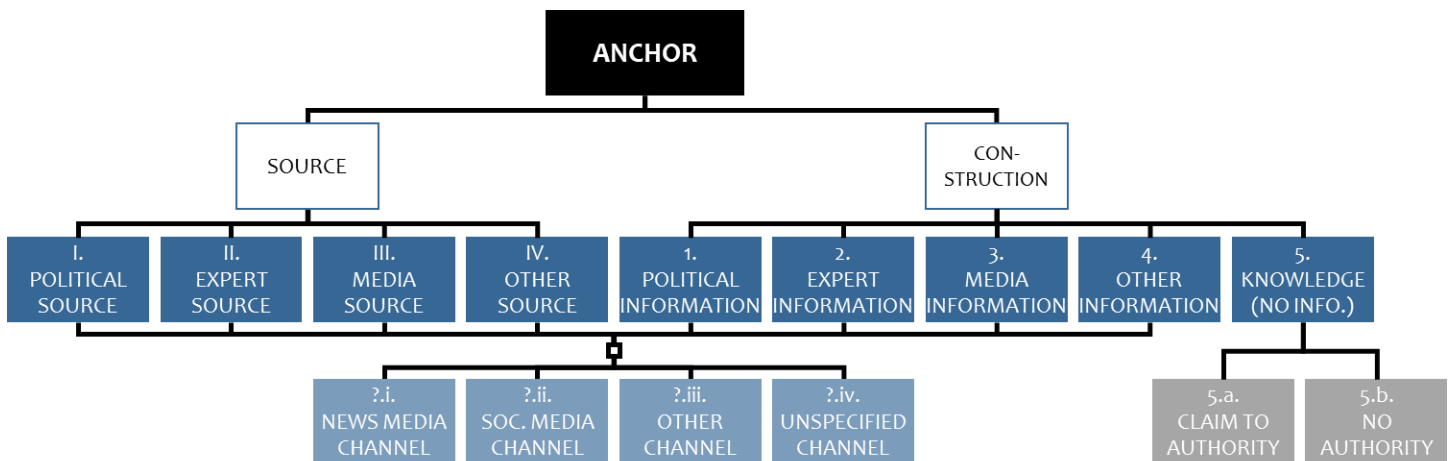 ANCHOR
SOURCE
CON-
STRUCTION
I.
POLITICAL
SOURCE
II.
EXPERT
SOURCE
III.
MEDIA
SOURCE
IV.
OTHER
SOURCE
1.
POLITICAL
INFORMATION
2.
EXPERT
INFORMATION
3.
MEDIA
INFORMATION
4.
OTHER
INFORMATION
5.
KNOWLEDGE
(NO INFO.)
?.i.
NEWS MEDIA
CHANNEL
?.ii.
SOC. MEDIA
CHANNEL
?.iii.
OTHER
CHANNEL
?.iv.
UNSPECIFIED
CHANNEL
5.a.
CLAIM TO
AUTHORITY
5.b.
NO
AUTHORITY